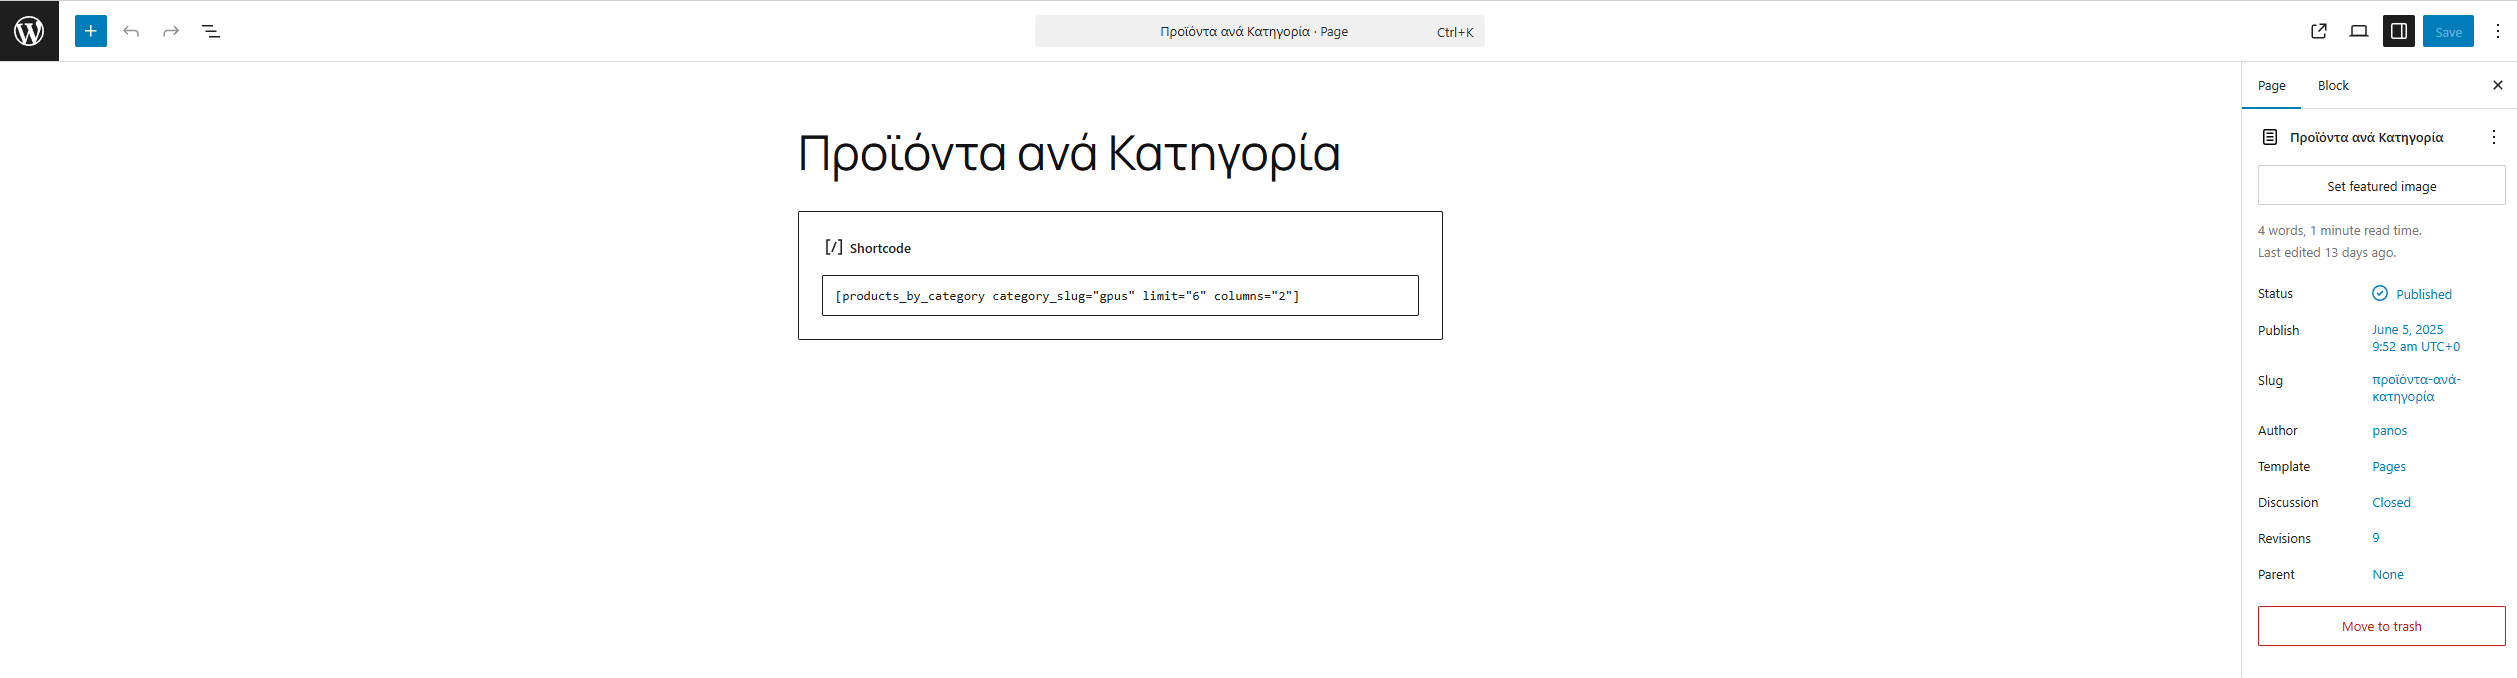 Προϊόντα ανά Κατηγορία · Page Ctrl+K
Save
Page Block
Προϊόντα ανά Κατηγορία
Προϊόντα ανά Κατηγορία
Set featured image
[/] Shortcode
[products_by_category category_slug="gpus" limit="6" columns="2"]
4 words, 1 minute read time.
Last edited 13 days ago.
Status Published
Publish June 5, 2025
9:52 am UTC+0
Slug προϊόντα-ανά-
κατηγορία
Author panos
Template Pages
Discussion Closed
Revisions 9
Parent None
Move to trash